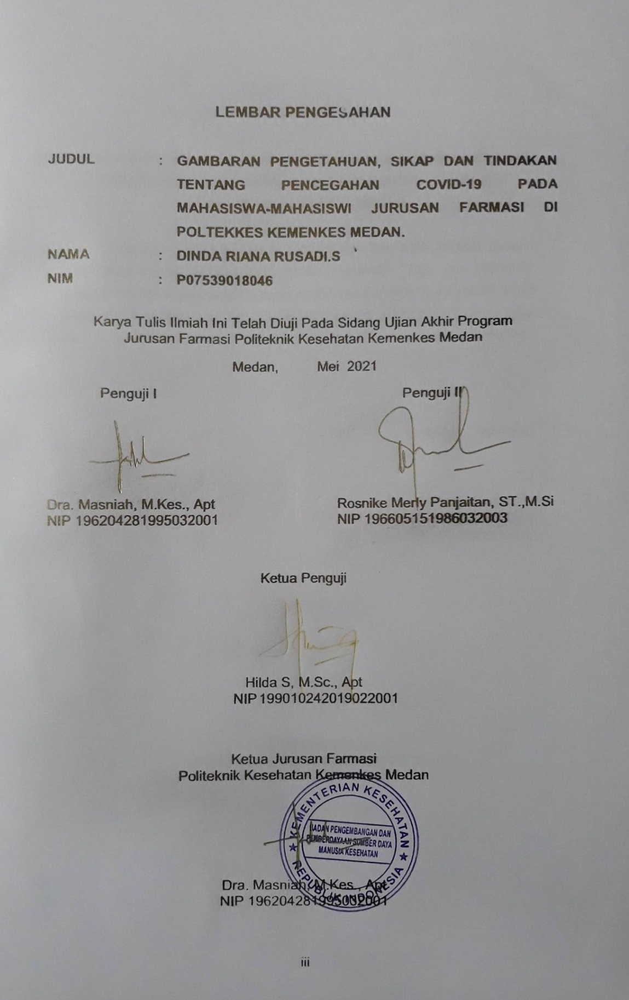 LEMBAR PENGESAHAN
JUDUL : GAMBARAN PENGETAHUAN, SIKAP DAN TINDAKAN
TENTANG PENCEGAHAN COVID-19 PADA
MAHASISWA-MAHASISWI JURUSAN FARMASI DI
POLTEKKES KEMENKES MEDAN.
NAMA : DINDA RIANA RUSADI.S
NIM : P07539018046
Karya Tulis Ilmiah Ini Telah Diuji Pada Sidang Ujian Akhir Program
Jurusan Farmasi Politeknik Kesehatan Kemenkes Medan
Medan, Mei 2021
Penguji I Penguji II
Dra. Masniah, M.Kes., Apt Rosnike Merly Panjaitan, ST.,M.Si
NIP 196204281995032001 NIP 196605151986032003
Ketua Penguji
Hilda S, M.Sc., Apt
NIP 199010242019022001
Ketua Jurusan Farmasi
Politeknik Kesehatan Kemenkes Medan
KEMENTERIAN KESEHATAN
BADAN PENGEMBANGAN DAN
PEMBERDAYAAN SUMBER DAYA
MANUSIA KESEHATAN
REPUBLIK INDONESIA
Dra. Masniah, M.Kes., Apt
NIP 196204281995032001
iii